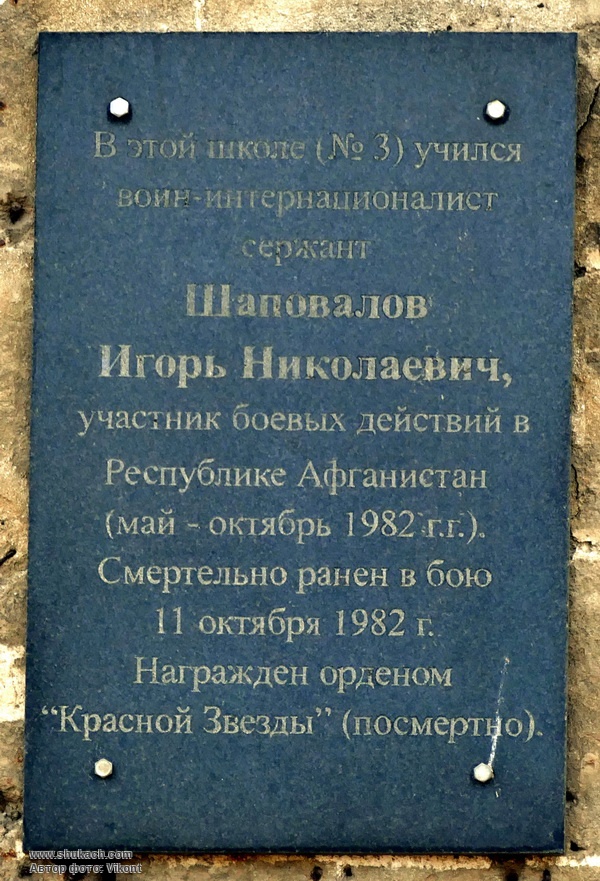 В этой школе (№ 3) учился
воин-интернационалист
сержант
Шаповалов
Игорь Николаевич,
участник боевых действий в
Республике Афганистан
(май - октябрь 1982 г.г.).
Смертельно ранен в бою
11 октября 1982 г.
Награжден орденом
“Красной Звезды” (посмертно).
www.shukach.com
Автор фото: Vikont